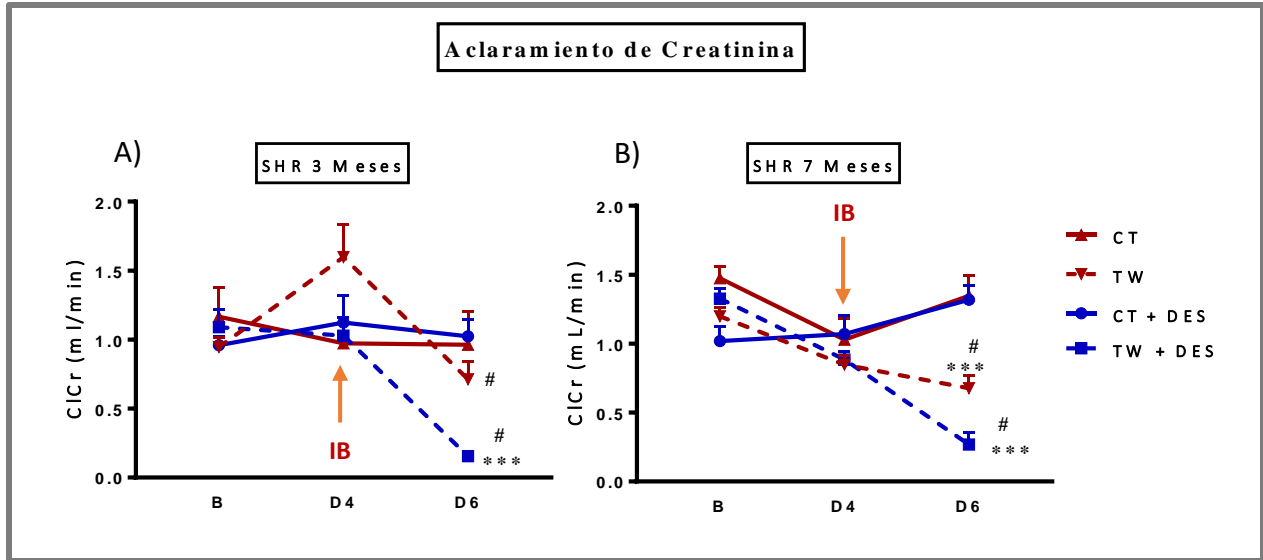 Aclaramiento de Creatinina
A)
SHR 3 Meses
ClCr (ml/min)
2.0
1.5
1.0
0.5
0.0
B
D4
D6
IB
#
#
***
B)
SHR 7 Meses
ClCr (mL/min)
2.0
1.5
1.0
0.5
0.0
B
D4
D6
IB
#
***
#
***
CT
TW
CT + DES
TW + DES